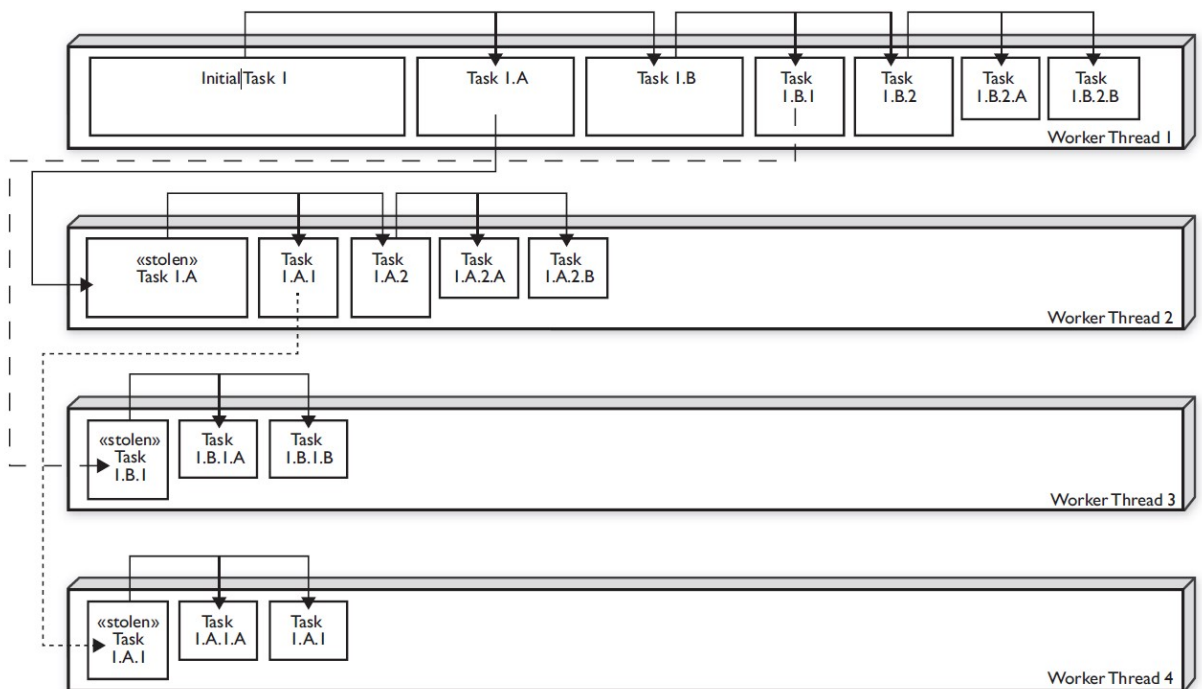 Initial Task 1
Task 1.A
Task 1.B
Task
1.B.1
Task
1.B.2
Task
1.B.2.A
Task
1.B.2.B
Worker Thread 1
«stolen»
Task 1.A
Task
1.A.1
Task
1.A.2
Task
1.A.2.A
Task
1.A.2.B
Worker Thread 2
«stolen»
Task
1.B.1
Task
1.B.1.A
Task
1.B.1.B
Worker Thread 3
«stolen»
Task
1.A.1
Task
1.A.1.A
Task
1.A.1
Worker Thread 4